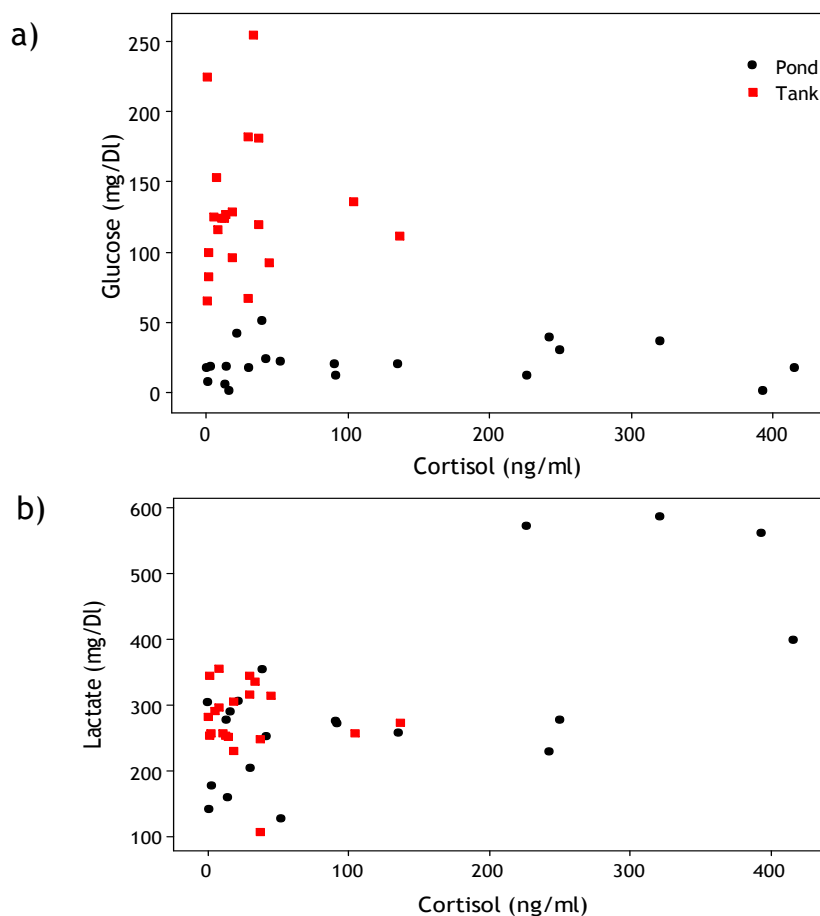 a)
250
200
150
100
50
0
Glucose (mg/Dl)
Pond
Tank
0 100 200 300 400
Cortisol (ng/ml)
b)
600
500
400
300
200
100
Lactate (mg/Dl)
0 100 200 300 400
Cortisol (ng/ml)